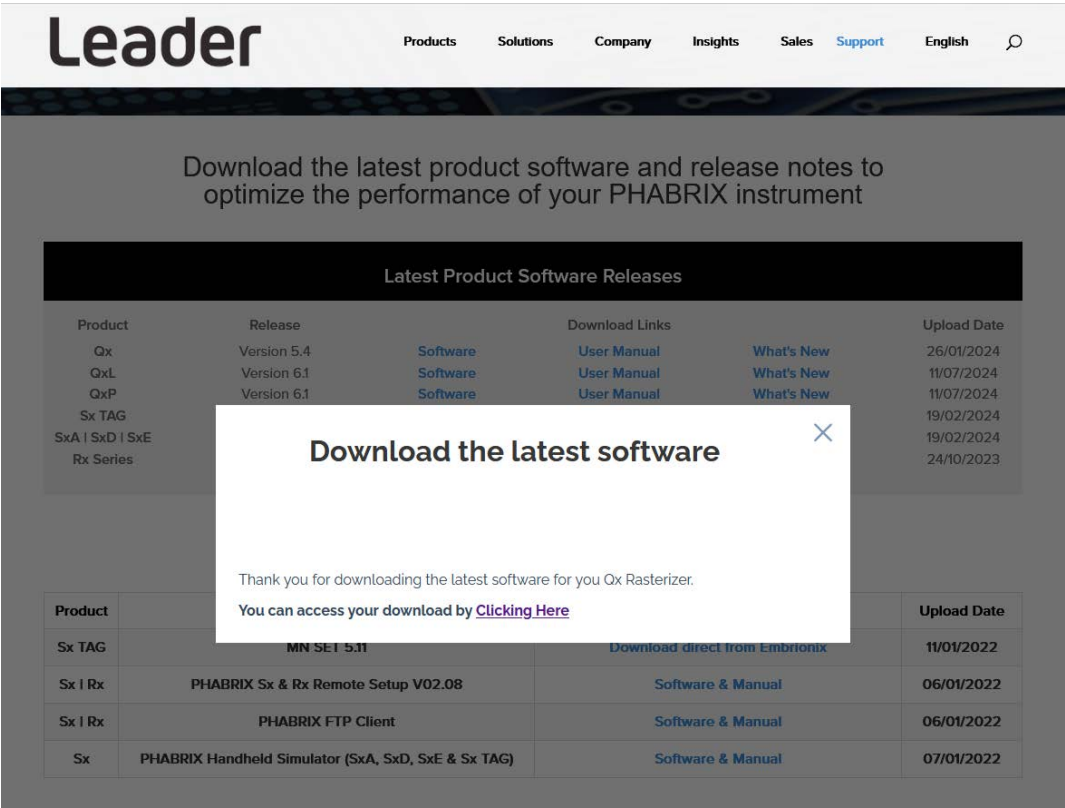 Leader
Products Solutions Company Insights Sales Support English
Download the latest product software and release notes to
optimize the performance of your PHABRIX instrument
Latest Product Software Releases
Product Release Download Links Upload Date
Qx Version 5.4 Software User Manual What's New 26/01/2024
QxL Version 6.1 Software User Manual What's New 11/07/2024
QxP Version 6.1 Software User Manual What's New 11/07/2024
Sx TAG 19/02/2024
SxA | SxD | SxE 19/02/2024
Rx Series 24/10/2023
Download the latest software
Thank you for downloading the latest software for you Qx Rasterizer.
You can access your download by Clicking Here
Product Upload Date
Sx TAG MN SET 5.11 Download direct from Embrionix 11/01/2022
Sx | Rx PHABRIX Sx & Rx Remote Setup V02.08 Software & Manual 06/01/2022
Sx | Rx PHABRIX FTP Client Software & Manual 06/01/2022
Sx PHABRIX Handheld Simulator (SxA, SxD, SxE & Sx TAG) Software & Manual 07/01/2022